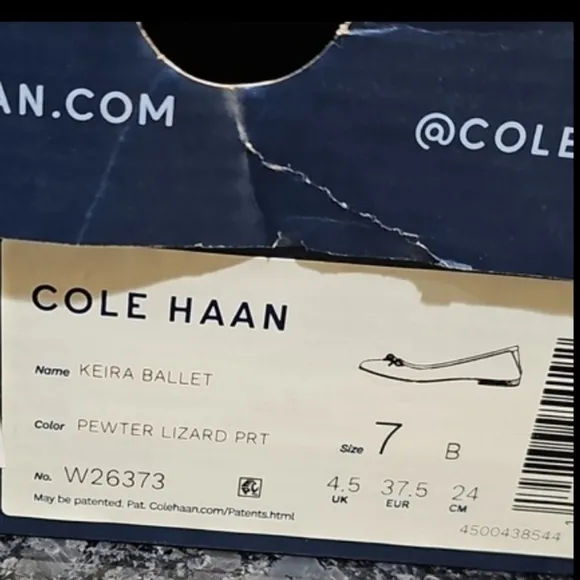 AN.COM
@COLE
COLE HAAN
Name KEIRA BALLET
Color PEWTER LIZARD PRT
Size 7 B
No. W26373
4.5 37.5 24
UK EUR CM
May be patented. Pat. Colehaan.com/Patents.html
4500438544